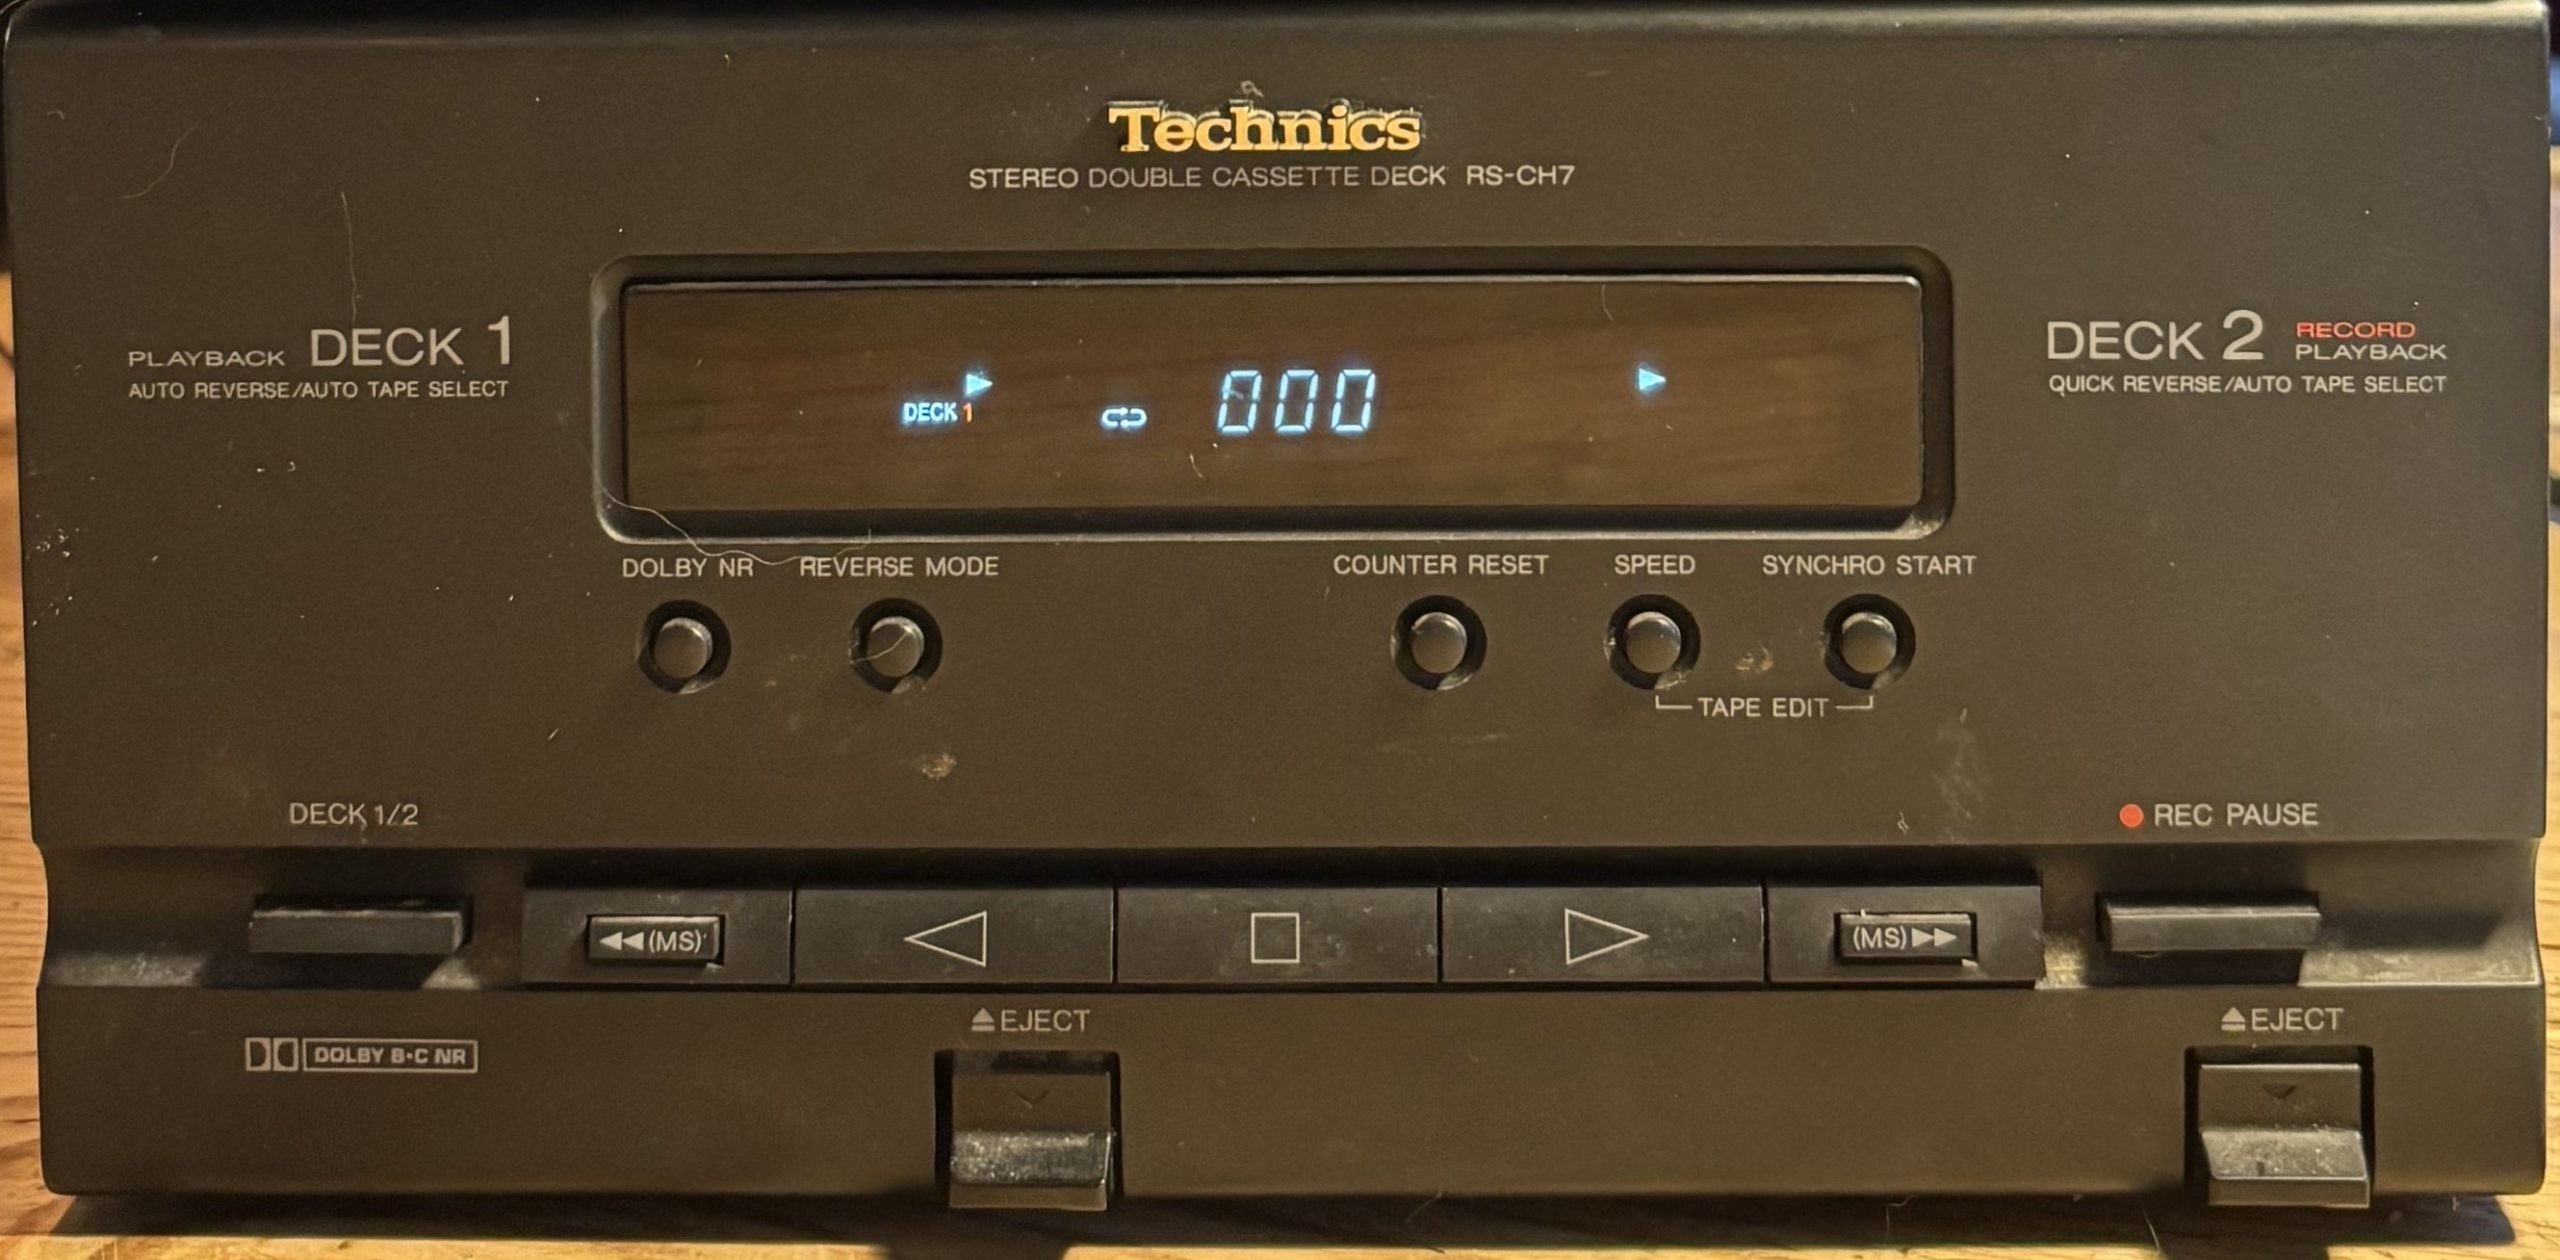 Technics
STEREO DOUBLE CASSETTE DECK RS-CH7
PLAYBACK DECK 1
AUTO REVERSE/AUTO TAPE SELECT
DECK 1
000
DECK 2 RECORD
PLAYBACK
QUICK REVERSE/AUTO TAPE SELECT
DOLBY NR
REVERSE MODE
COUNTER RESET
SPEED
SYNCHRO START
TAPE EDIT
DECK 1/2
REC PAUSE
(MS)
(MS)
EJECT
EJECT
DOLBY B·C NR